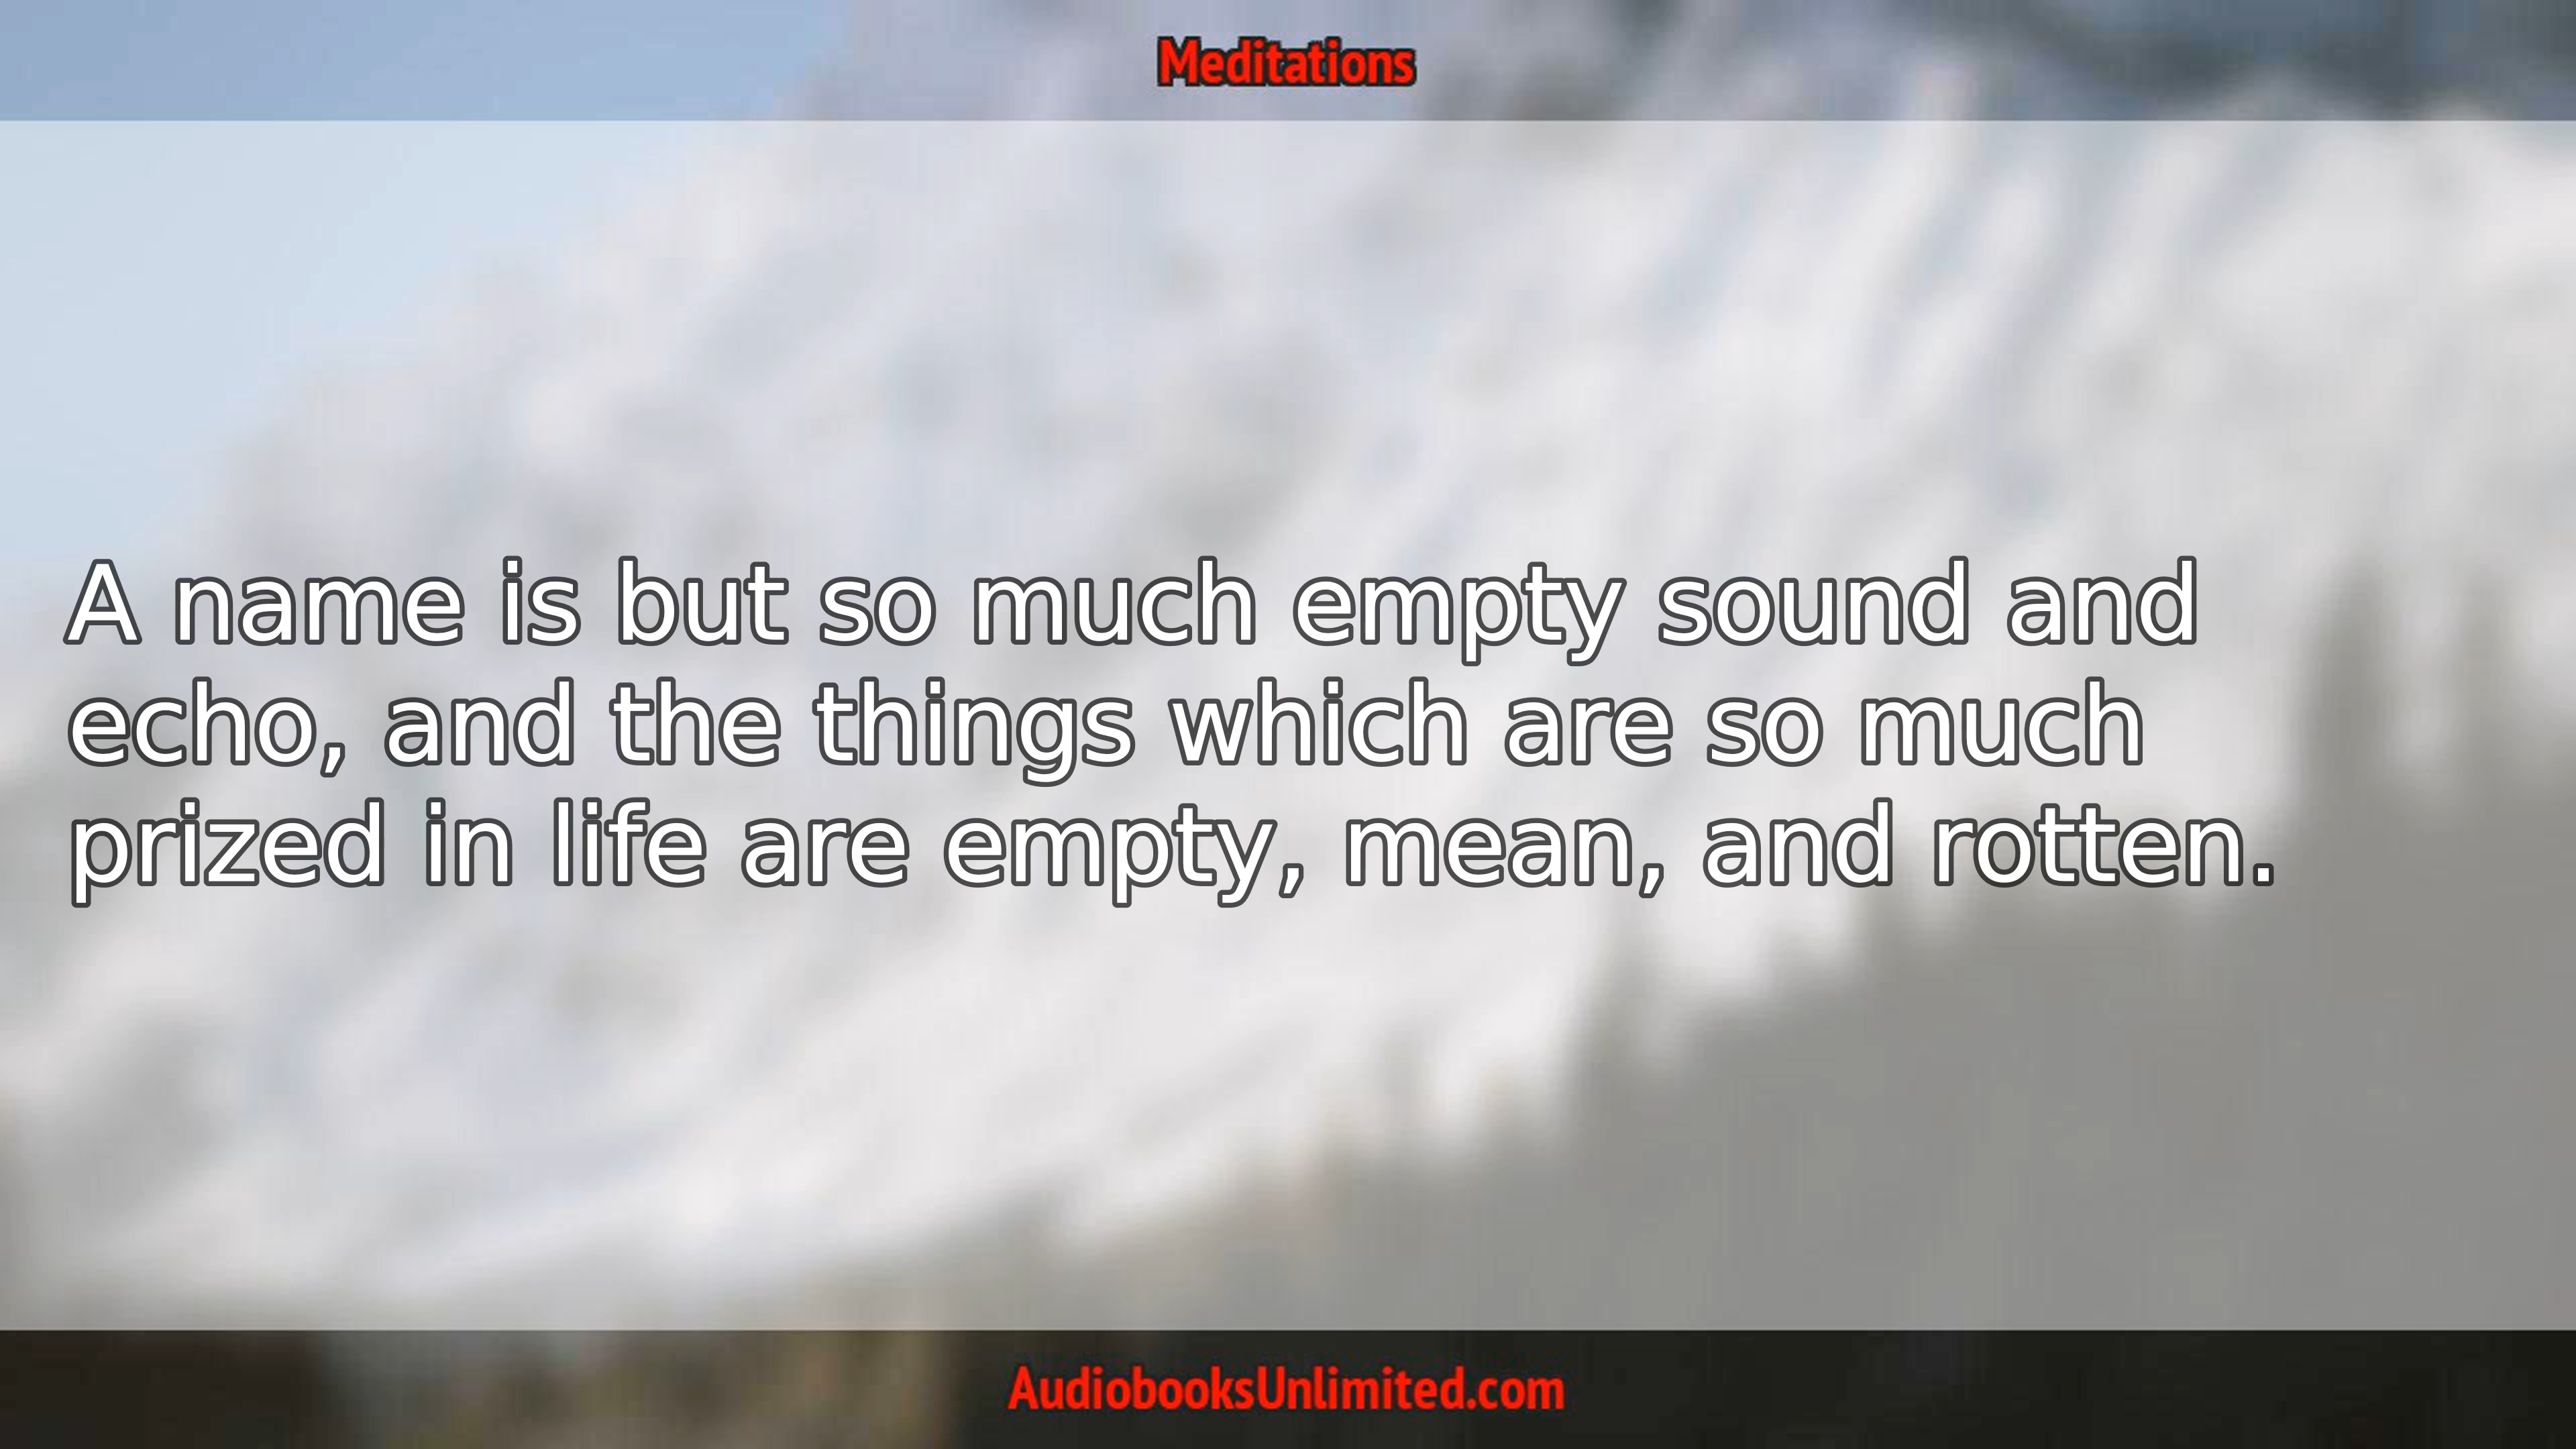 Meditations
A name is but so much empty sound and
echo, and the things which are so much
prized in life are empty, mean, and rotten.
AudiobooksUnlimited.com